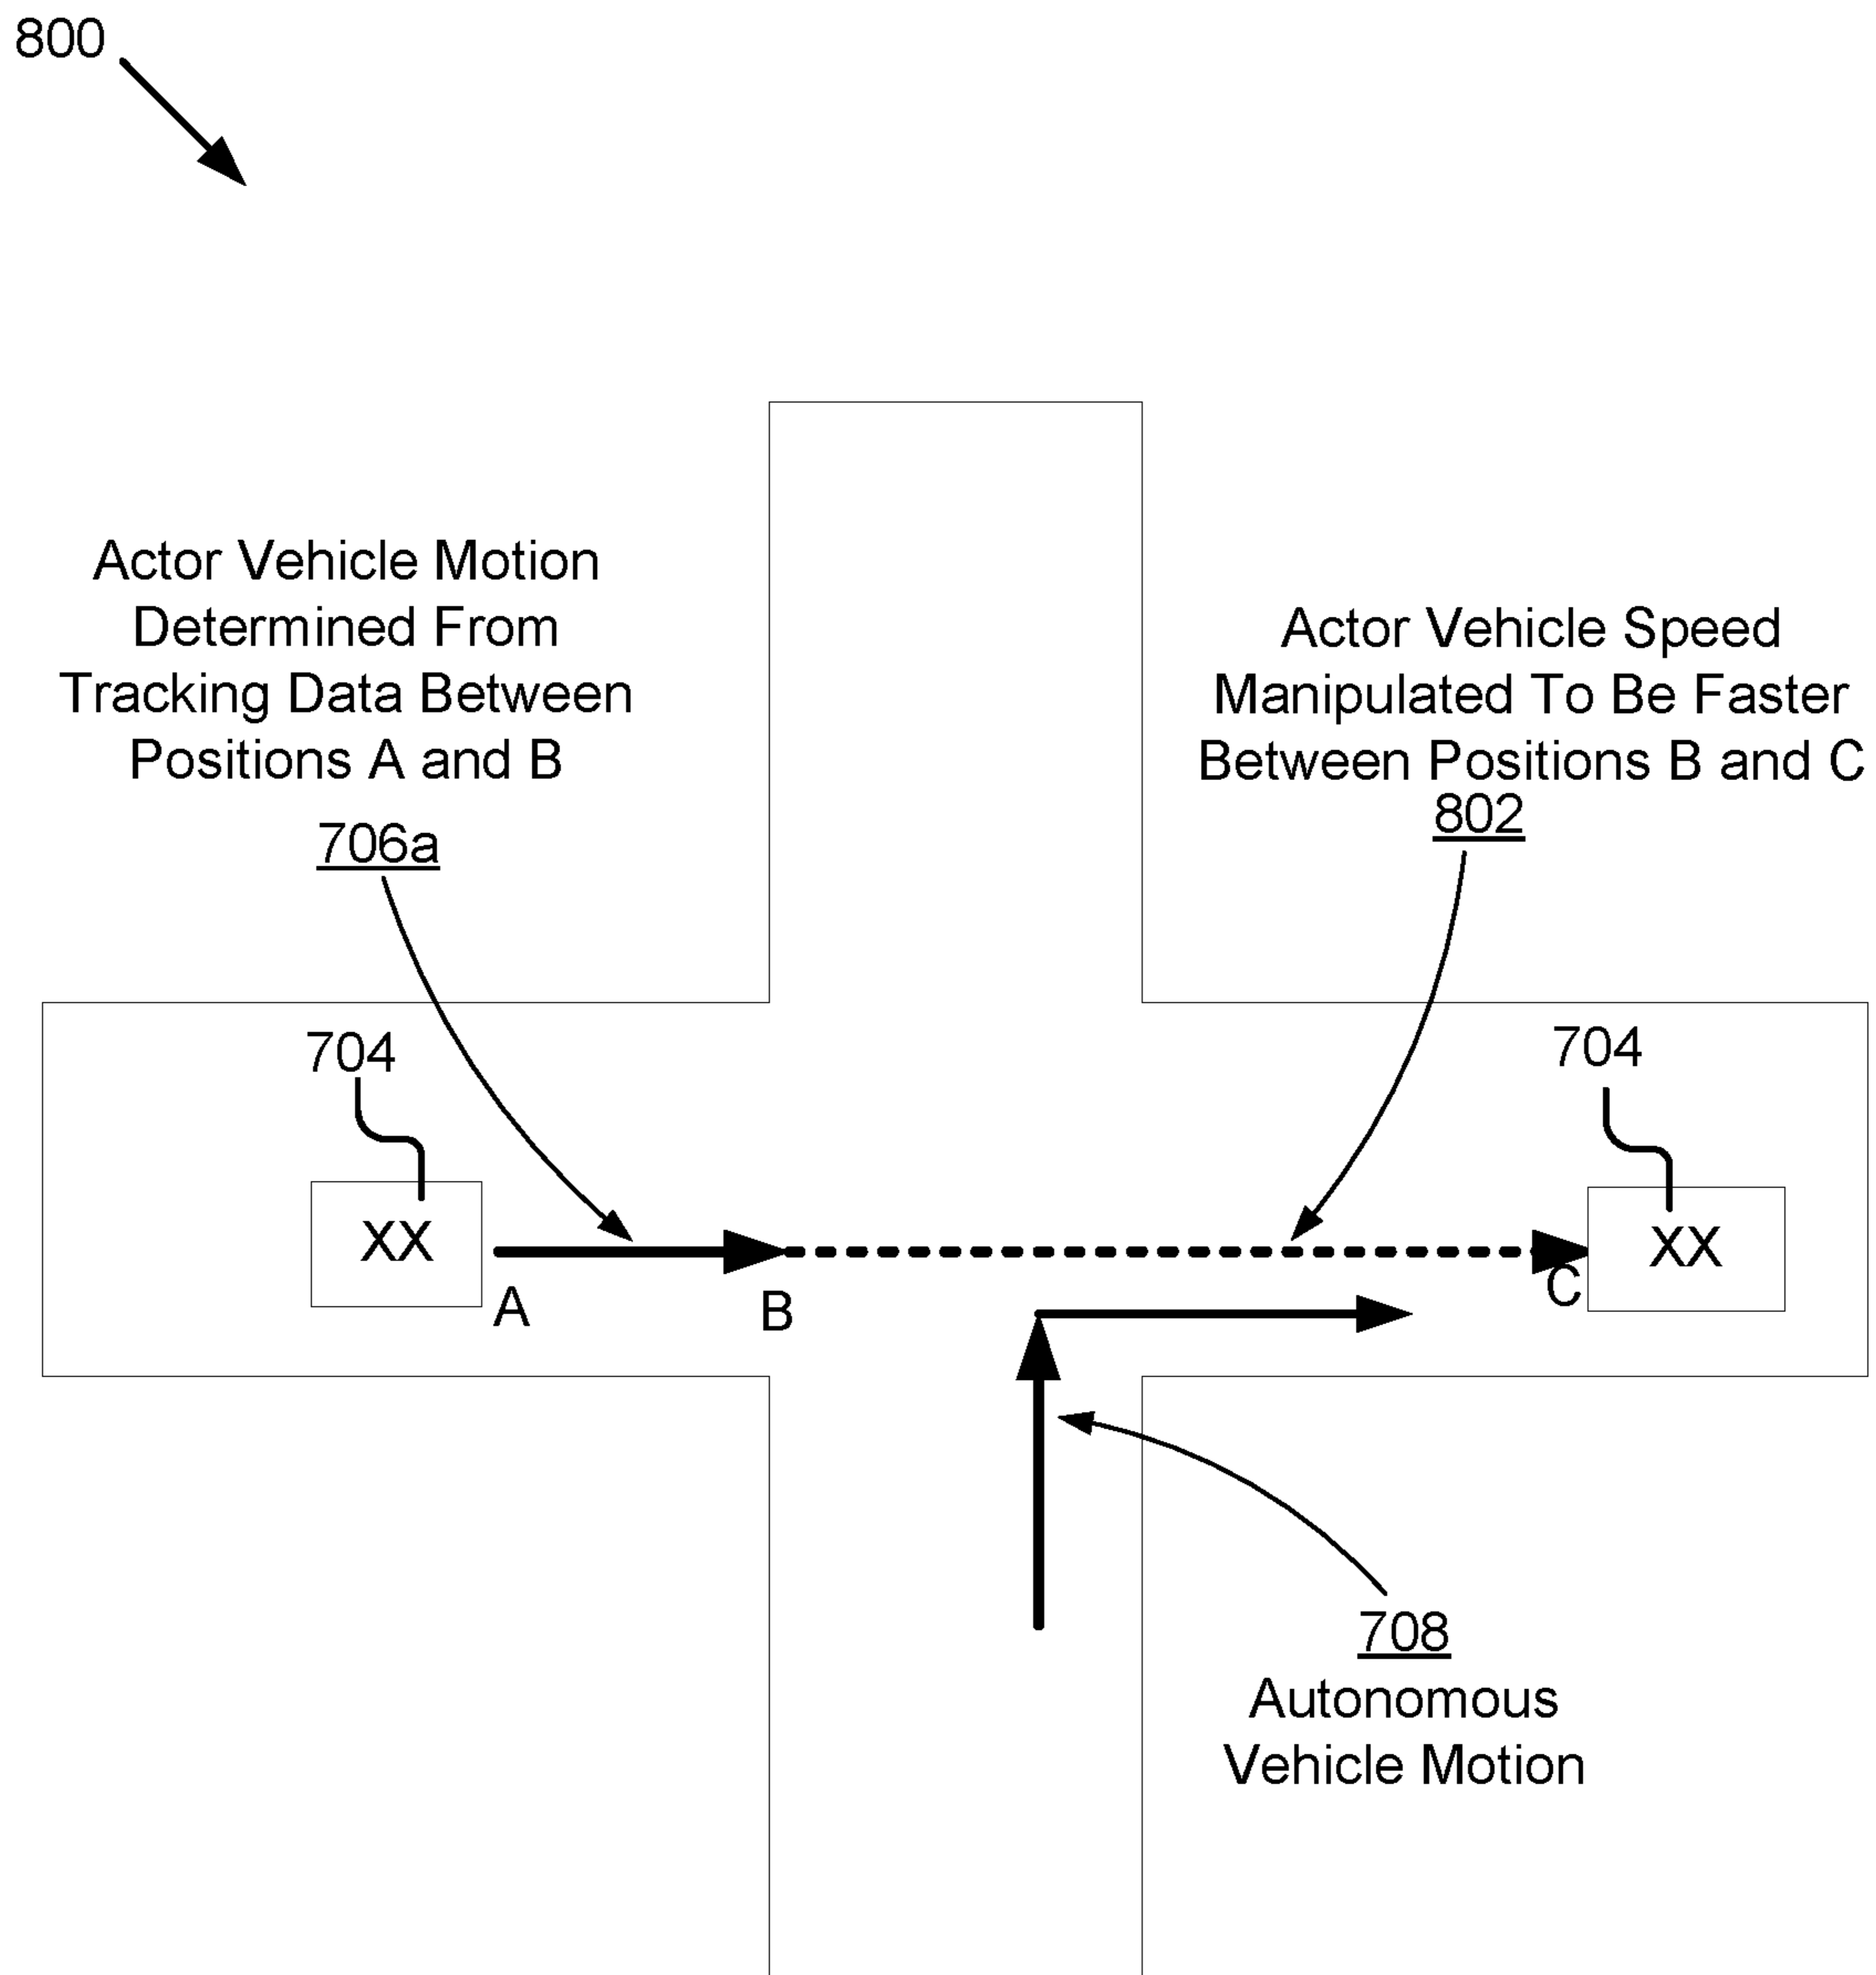 800
Actor Vehicle Motion
Determined From
Tracking Data Between
Positions A and B
706a
Actor Vehicle Speed
Manipulated To Be Faster
Between Positions B and C
802
704
704
XX
XX
A
B
C
708
Autonomous
Vehicle Motion